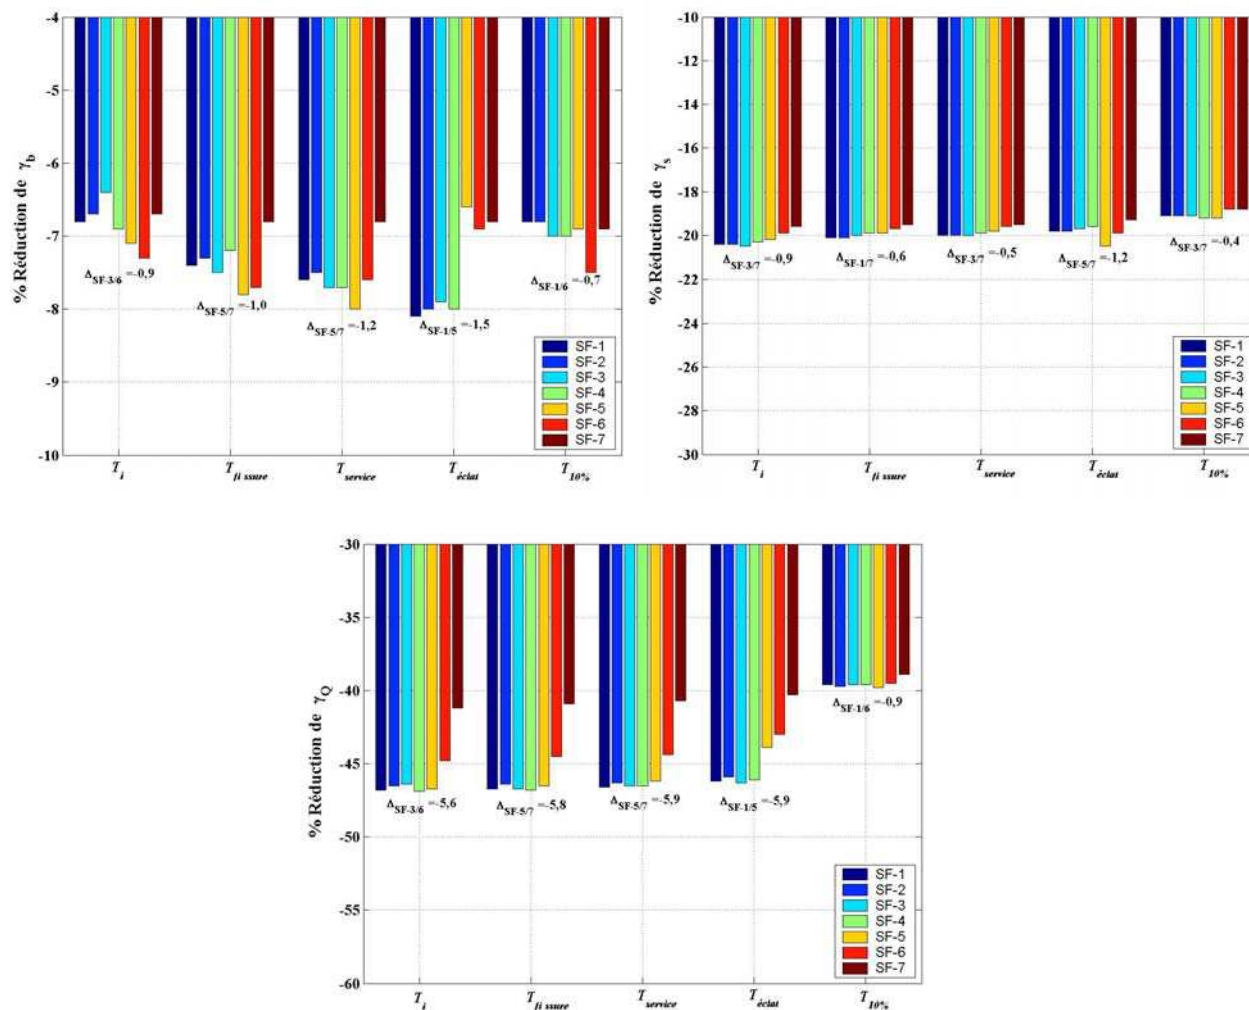 -4
-5
-6
-7
-8
-9
-10
% Réduction de γb
ΔSF-3/6 =-0,9
ΔSF-5/7 =-1,0
ΔSF-5/7 =-1,2
ΔSF-1/5 =-1,5
ΔSF-1/6 =-0,7
SF-1
SF-2
SF-3
SF-4
SF-5
SF-6
SF-7
Ti
Tfissure
Tservice
Téclat
T10%
-10
-12
-14
-16
-18
-20
-22
-24
-26
-28
-30
% Réduction de γs
ΔSF-3/7 =-0,9
ΔSF-1/7 =-0,6
ΔSF-3/7 =-0,5
ΔSF-5/7 =-1,2
ΔSF-3/7 =-0,4
SF-1
SF-2
SF-3
SF-4
SF-5
SF-6
SF-7
Ti
Tfissure
Tservice
Téclat
T10%
-30
-35
-40
-45
-50
-55
-60
% Réduction de γQ
ΔSF-3/6 =-5,6
ΔSF-5/7 =-5,8
ΔSF-5/7 =-5,9
ΔSF-1/5 =-5,9
ΔSF-1/6 =-0,9
SF-1
SF-2
SF-3
SF-4
SF-5
SF-6
SF-7
Ti
Tfissure
Tservice
Téclat
T10%